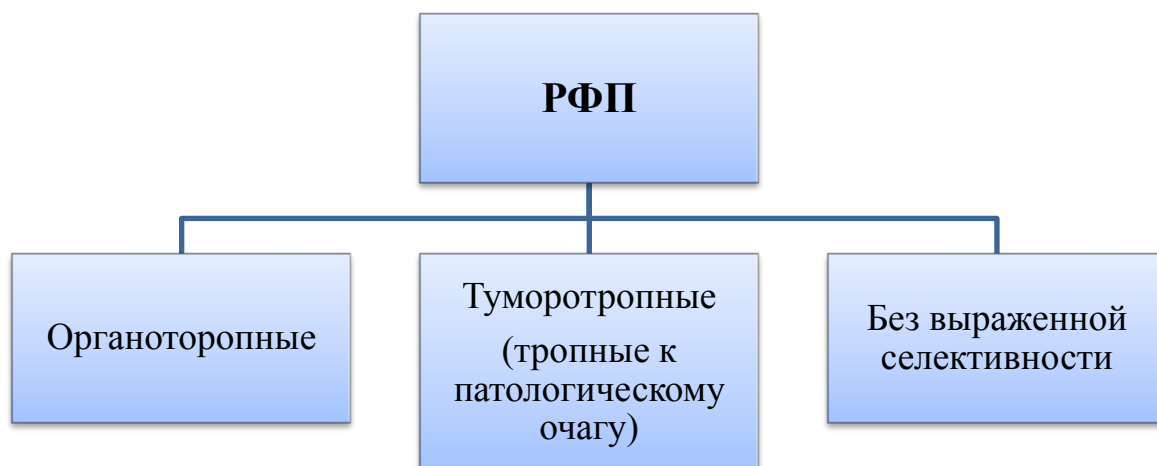 РФП
Органоторопные
Туморотропные
(тропные к
патологическому
очагу)
Без выраженной
селективности